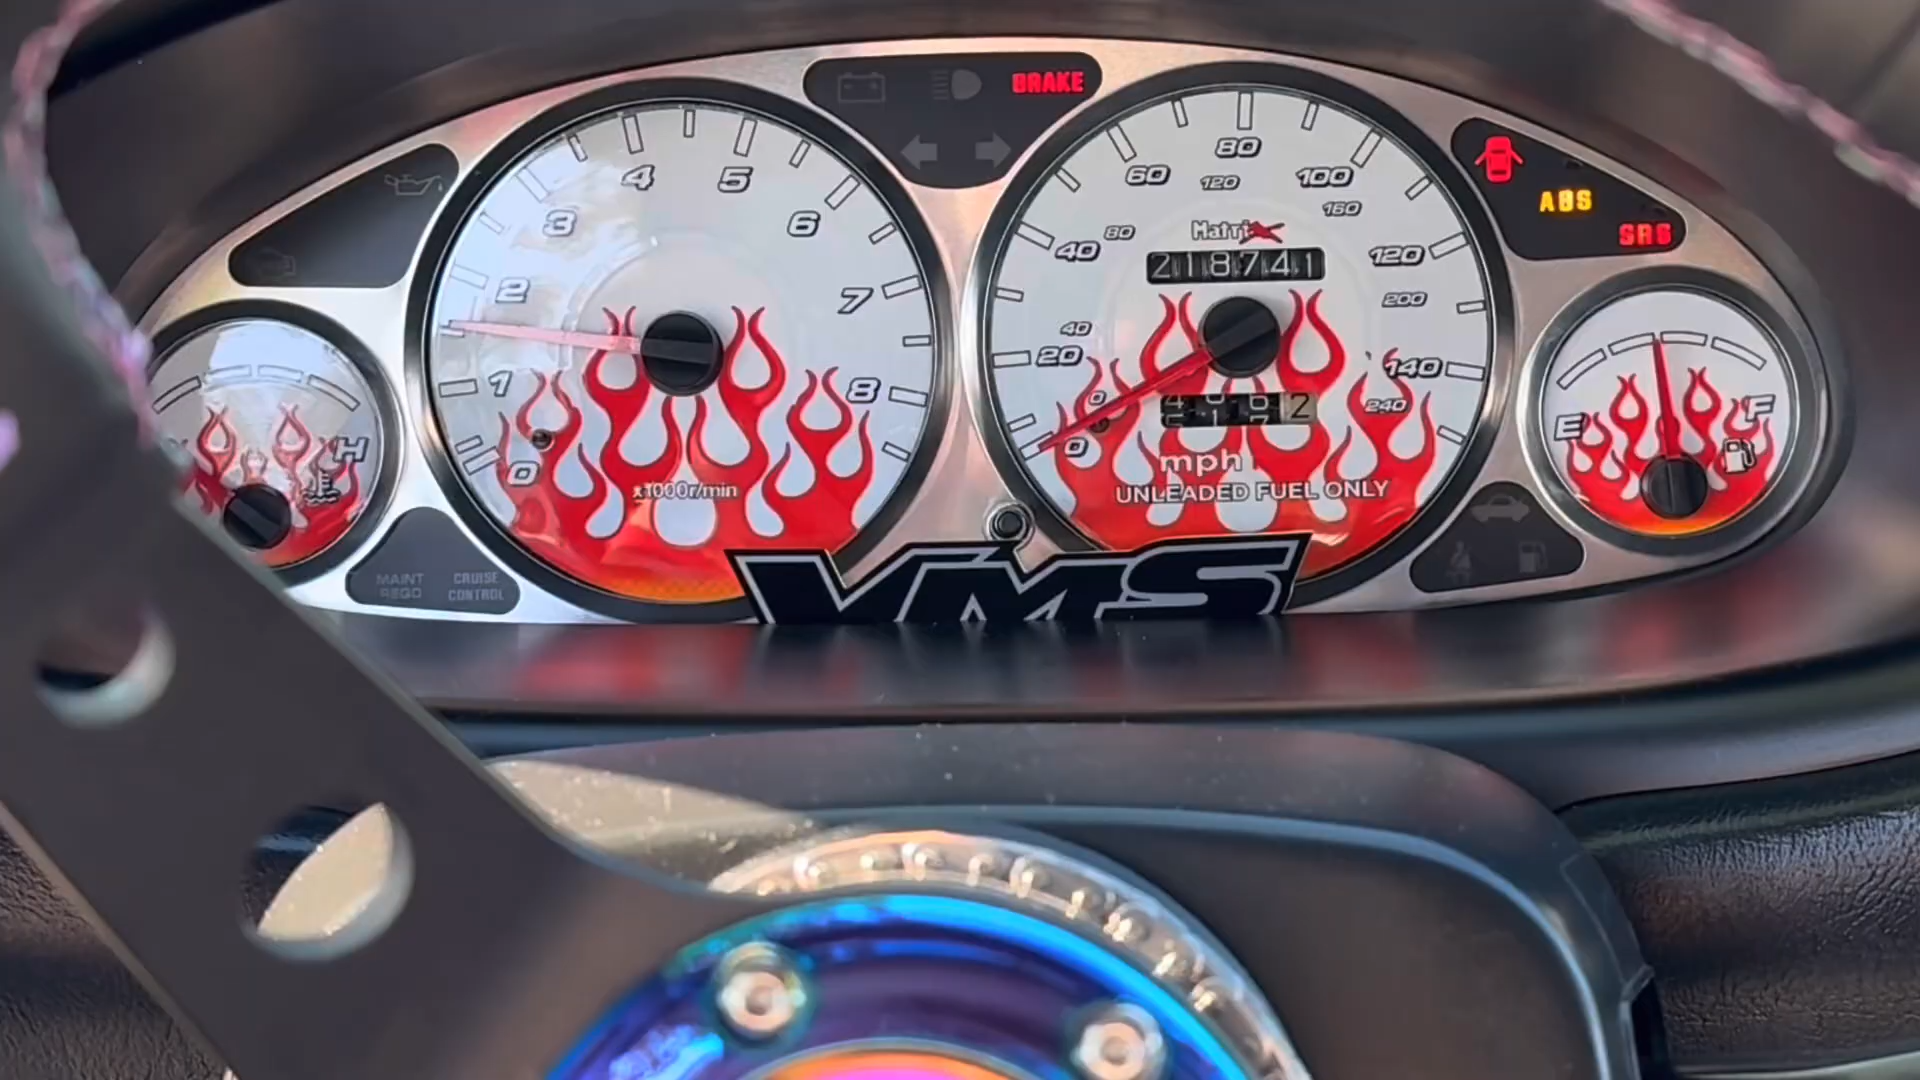 BRAKE
ABS
SRS
0
1
2
3
4
5
6
7
8
x1000r/min
0
20
40
60
80
100
120
140
0
40
80
120
160
200
240
Matrix
218741
2
mph
UNLEADED FUEL ONLY
H
E
F
MAINT
REQD
CRUISE
CONTROL
VMS